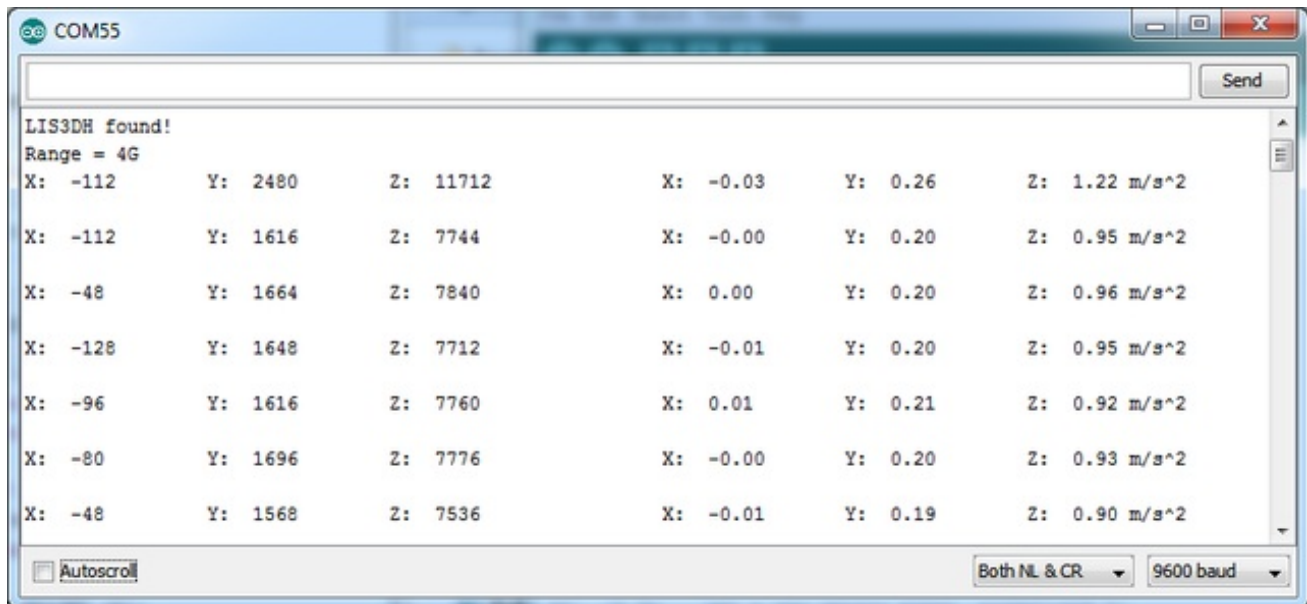 COM55
Send
LIS3DH found!
Range = 4G
X: -112 Y: 2480 Z: 11712 X: -0.03 Y: 0.26 Z: 1.22 m/s^2
X: -112 Y: 1616 Z: 7744 X: -0.00 Y: 0.20 Z: 0.95 m/s^2
X: -48 Y: 1664 Z: 7840 X: 0.00 Y: 0.20 Z: 0.96 m/s^2
X: -128 Y: 1648 Z: 7712 X: -0.01 Y: 0.20 Z: 0.95 m/s^2
X: -96 Y: 1616 Z: 7760 X: 0.01 Y: 0.21 Z: 0.92 m/s^2
X: -80 Y: 1696 Z: 7776 X: -0.00 Y: 0.20 Z: 0.93 m/s^2
X: -48 Y: 1568 Z: 7536 X: -0.01 Y: 0.19 Z: 0.90 m/s^2
Autoscroll Both NL & CR 9600 baud